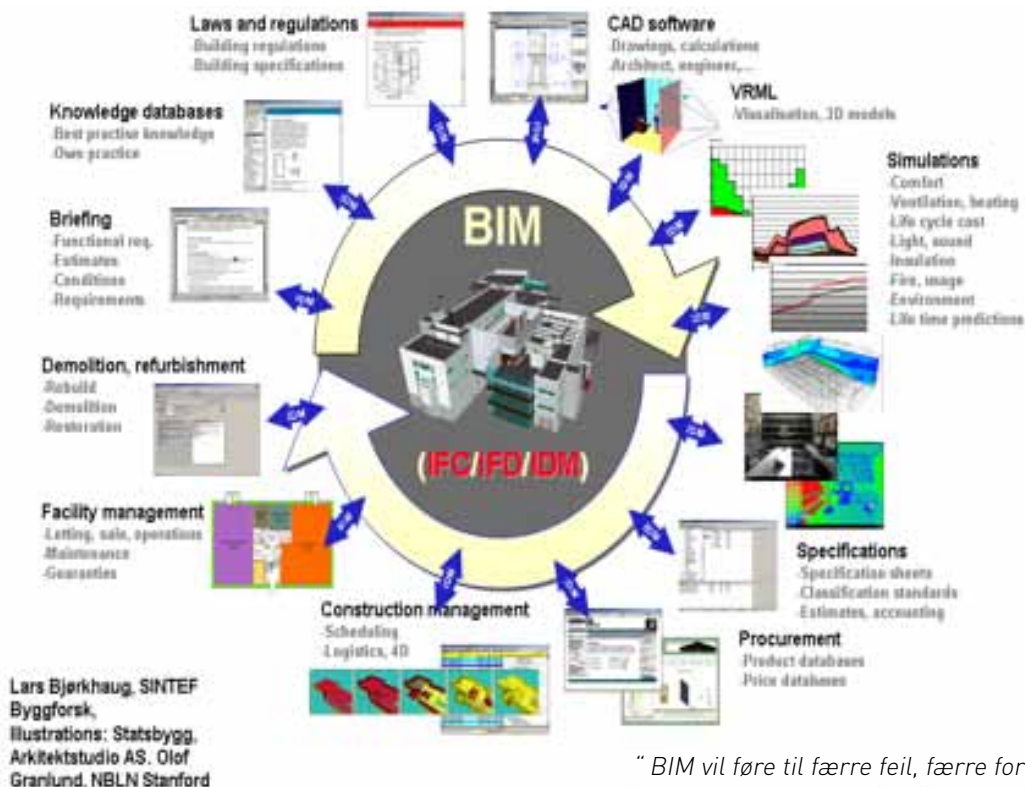 Laws and regulations
-Building regulations
-Building specifications
CAD software
-Drawings, calculations
-Architect, engineer,...
VRML
-Visualisation, 3D models
Knowledge databases
-Best practise knowledge
-Own practice
Simulations
-Comfort
-Ventilation, heating
-Life cycle cost
-Light, sound
-Insulation
-Fire, usage
-Environment
-Life time predictions
Briefing
-Functional req.
-Estimates
-Conditions
-Requirements
BIM
(IFC/IFD/IDM)
Demolition, refurbishment
-Rebuild
-Demolition
-Restoration
Facility management
-Letting, sale, operations
-Maintenance
-Guaranties
Specifications
-Specification sheets
-Classification standards
-Estimates, accounting
Construction management
-Scheduling
-Logistics, 4D
Procurement
-Product databases
-Price databases
Lars Bjørkhaug, SINTEF
Byggforsk,
Illustrations: Statsbygg,
Arkitektstudio AS. Olof
Granlund, NBLN Stanford
“ BIM vil føre til færre feil, færre for